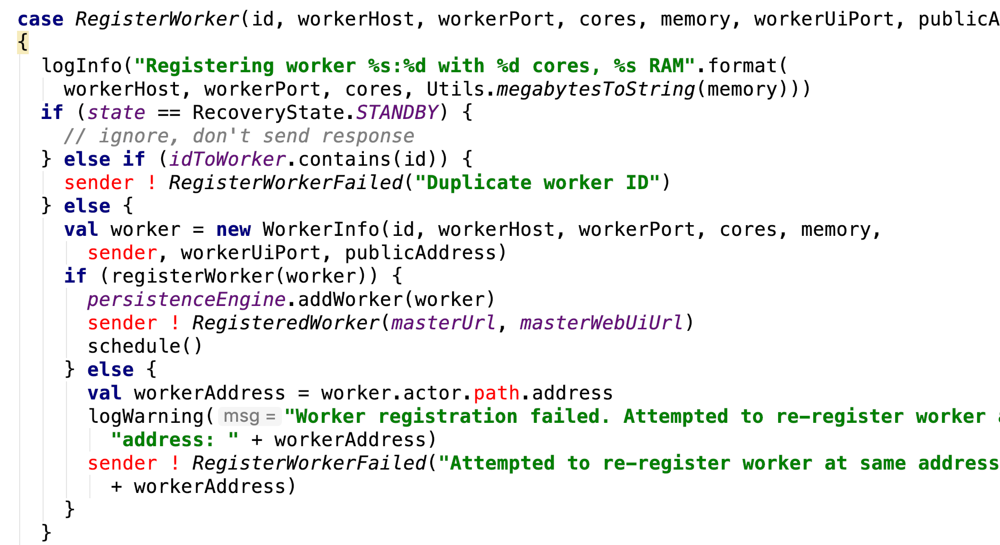 case RegisterWorker(id, workerHost, workerPort, cores, memory, workerUiPort, publicA
{
logInfo("Registering worker %s:%d with %d cores, %s RAM".format(
workerHost, workerPort, cores, Utils.megabytesToString(memory)))
if (state == RecoveryState.STANDBY) {
// ignore, don't send response
} else if (idToWorker.contains(id)) {
sender ! RegisterWorkerFailed("Duplicate worker ID")
} else {
val worker = new WorkerInfo(id, workerHost, workerPort, cores, memory,
sender, workerUiPort, publicAddress)
if (registerWorker(worker)) {
persistenceEngine.addWorker(worker)
sender ! RegisteredWorker(masterUrl, masterWebUiUrl)
schedule()
} else {
val workerAddress = worker.actor.path.address
logWarning( msg = "Worker registration failed. Attempted to re-register worker
"address: " + workerAddress)
sender ! RegisterWorkerFailed("Attempted to re-register worker at same address
+ workerAddress)
}
}